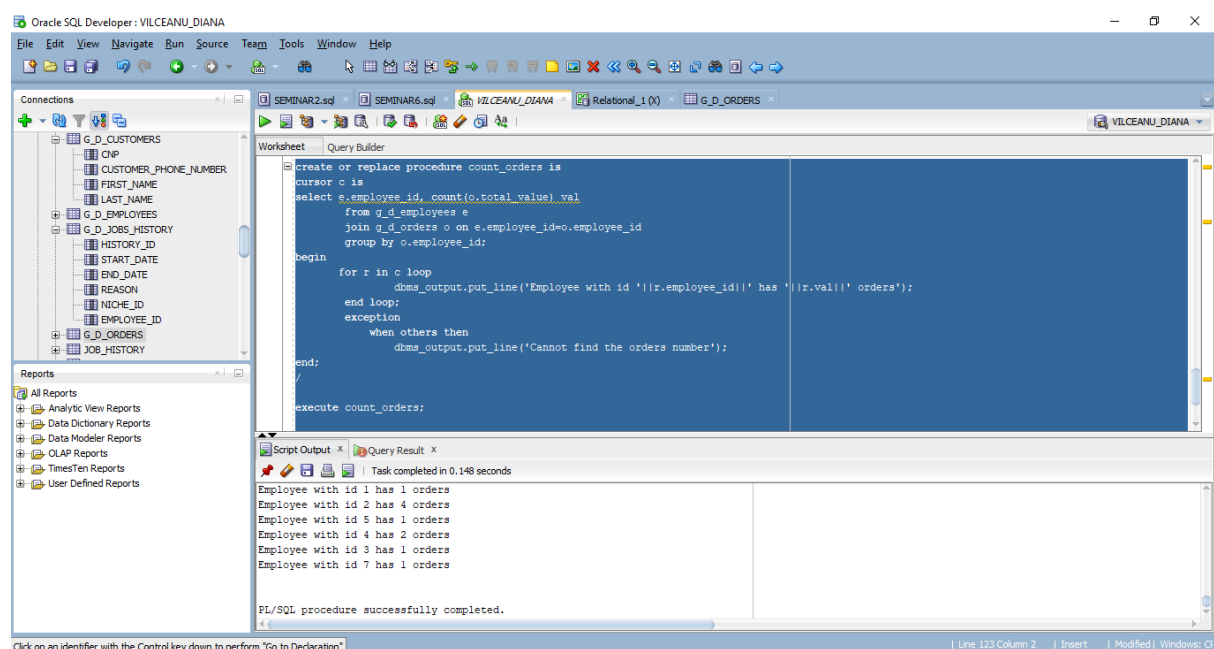 Oracle SQL Developer : VILCEANU_DIANA
File Edit View Navigate Run Source Team Tools Window Help
Connections
SEMINAR2.sql
SEMINAR6.sql
VILCEANU_DIANA
Relational_1 (X)
G_D_ORDERS
VILCEANU_DIANA
G_D_CUSTOMERS
CNP
CUSTOMER_PHONE_NUMBER
FIRST_NAME
LAST_NAME
G_D_EMPLOYEES
G_D_JOBS_HISTORY
HISTORY_ID
START_DATE
END_DATE
REASON
NICHE_ID
EMPLOYEE_ID
G_D_ORDERS
JOB_HISTORY
Reports
All Reports
Analytic View Reports
Data Dictionary Reports
Data Modeler Reports
OLAP Reports
TimesTen Reports
User Defined Reports
Worksheet Query Builder
create or replace procedure count_orders is
cursor c is
select e.employee_id, count(o.total_value) val
from g_d_employees e
join g_d_orders o on e.employee_id=o.employee_id
group by o.employee_id;
begin
for r in c loop
dbms_output.put_line('Employee with id '||r.employee_id||' has '||r.val||' orders');
end loop;
exception
when others then
dbms_output.put_line('Cannot find the orders number');
end;
/
execute count_orders;
Script Output x Query Result x
Task completed in 0.148 seconds
Employee with id 1 has 1 orders
Employee with id 2 has 4 orders
Employee with id 5 has 1 orders
Employee with id 4 has 2 orders
Employee with id 3 has 1 orders
Employee with id 7 has 1 orders
PL/SQL procedure successfully completed.
Click on an identifier with the Control key down to perform "Go to Declaration"
Line 123 Column 2 | Insert | Modified | Windows: